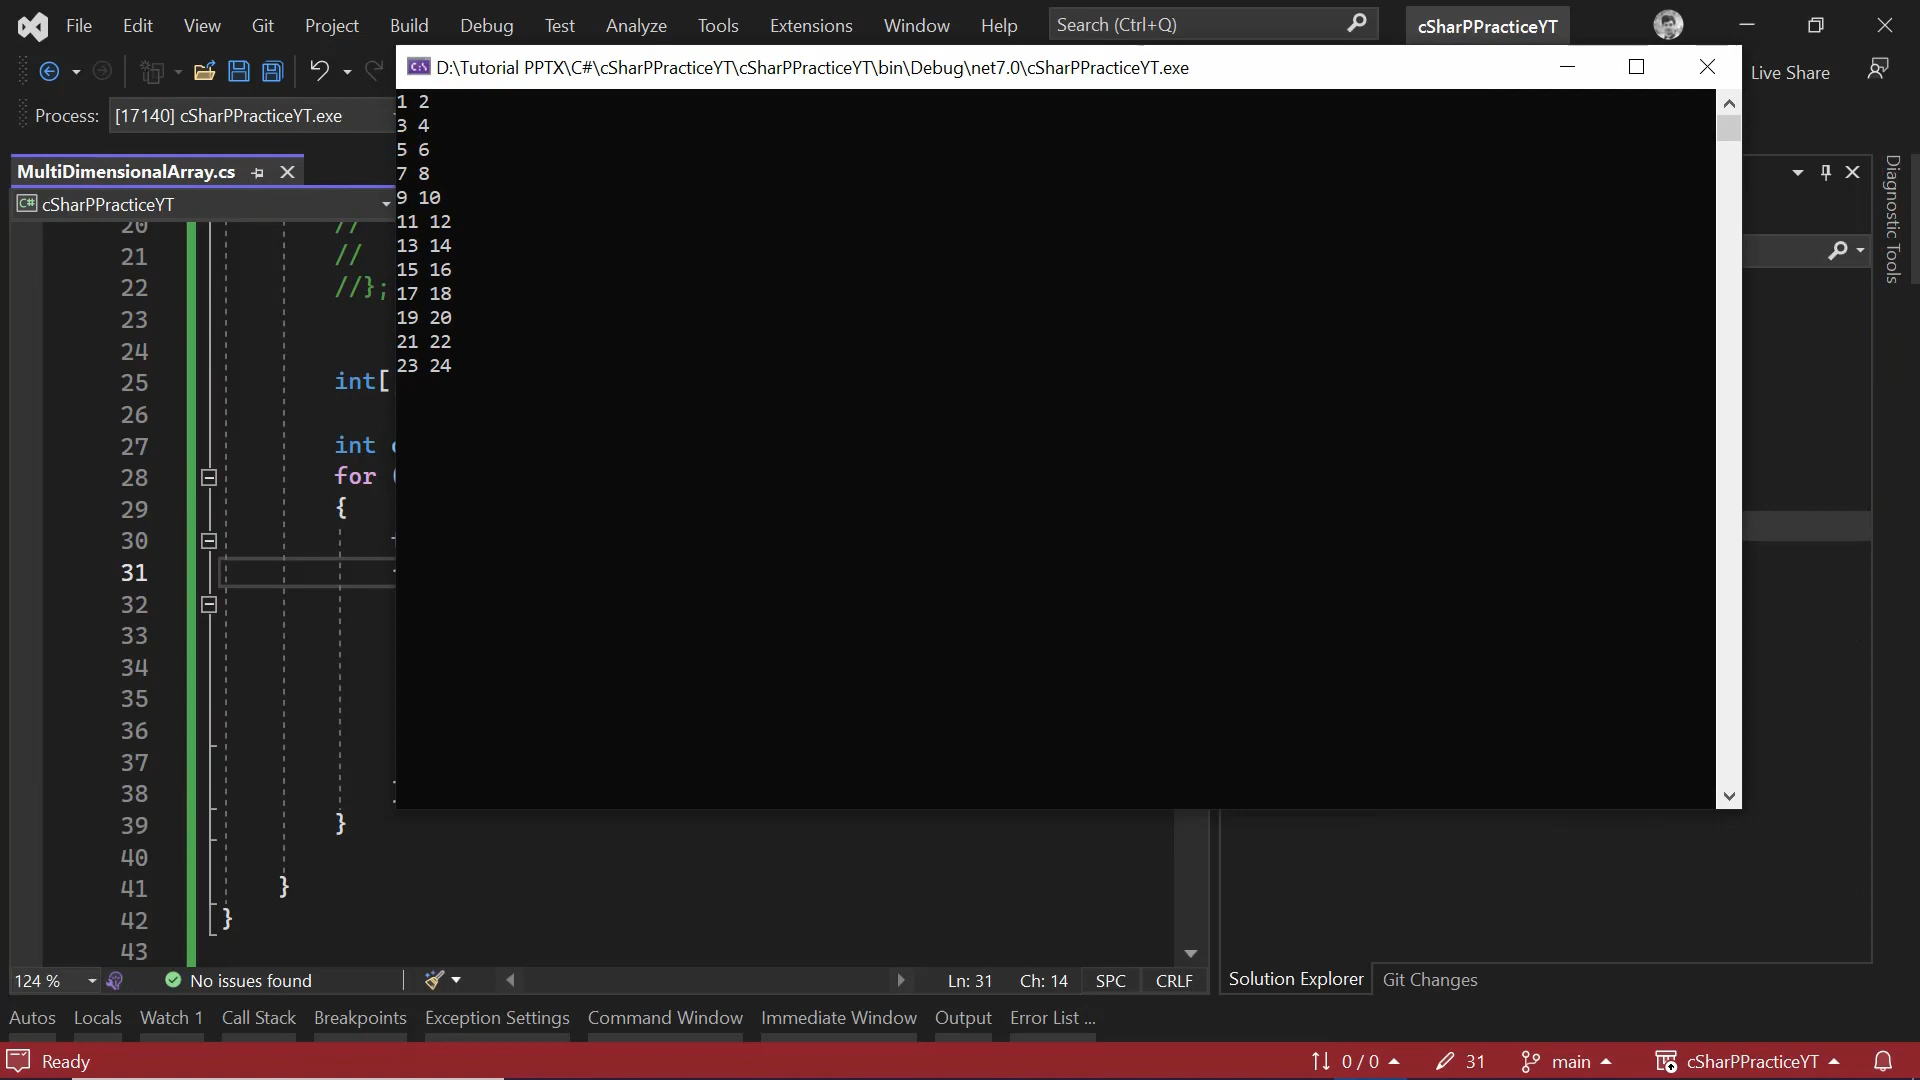 File Edit View Git Project Build Debug Test Analyze Tools Extensions Window Help Search (Ctrl+Q) cSharPPracticeYT
Live Share
Process: [17140] cSharPPracticeYT.exe
D:\Tutorial PPTX\C#\cSharPPracticeYT\cSharPPracticeYT\bin\Debug\net7.0\cSharPPracticeYT.exe
1 2
3 4
5 6
7 8
9 10
11 12
13 14
15 16
17 18
19 20
21 22
23 24
MultiDimensionalArray.cs
C# cSharPPracticeYT
Diagnostic Tools
20 //
21 //
22 //};
23
24
25 int[
26
27 int
28 for
29 {
30
31
32
33
34
35
36
37
38
39 }
40
41 }
42 }
43
124 % No issues found Ln: 31 Ch: 14 SPC CRLF
Solution Explorer Git Changes
Autos Locals Watch 1 Call Stack Breakpoints Exception Settings Command Window Immediate Window Output Error List ...
Ready 0 / 0 31 main cSharPPracticeYT